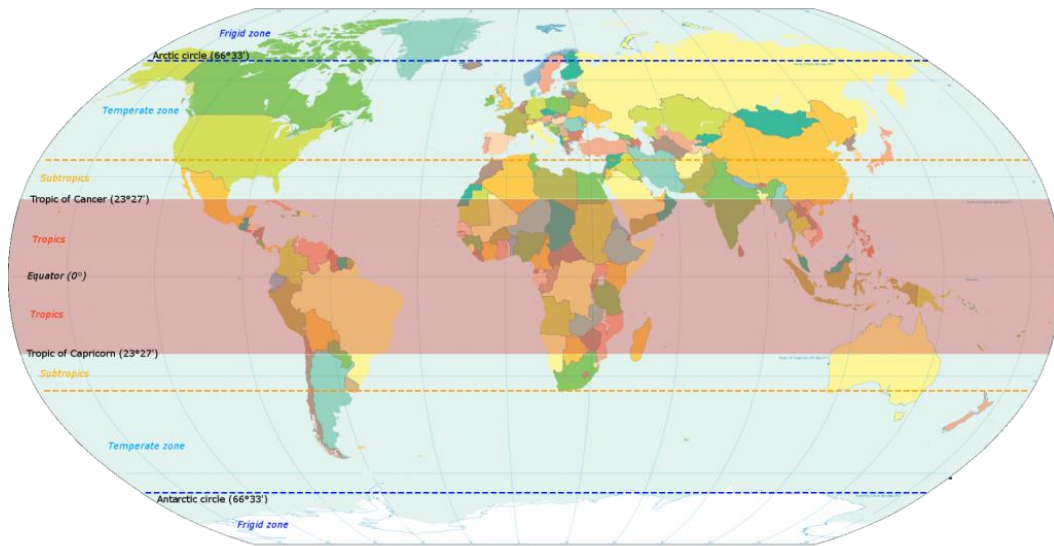 Frigid zone
Arctic circle (66°33')
Temperate zone
Subtropics
Tropic of Cancer (23°27')
Tropics
Equator (0°)
Tropics
Tropic of Capricorn (23°27')
Subtropics
Temperate zone
Antarctic circle (66°33')
Frigid zone